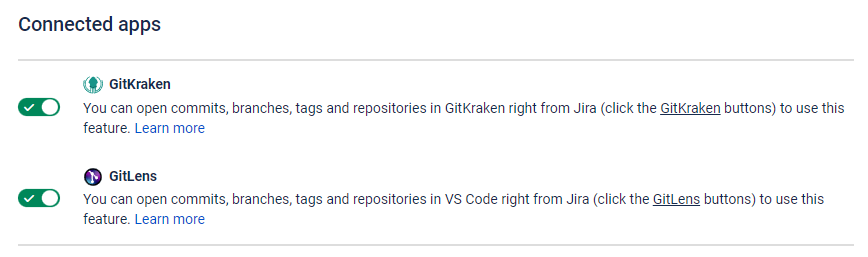 Connected apps
GitKraken
You can open commits, branches, tags and repositories in GitKraken right from Jira (click the GitKraken buttons) to use this
feature. Learn more
GitLens
You can open commits, branches, tags and repositories in VS Code right from Jira (click the GitLens buttons) to use this
feature. Learn more